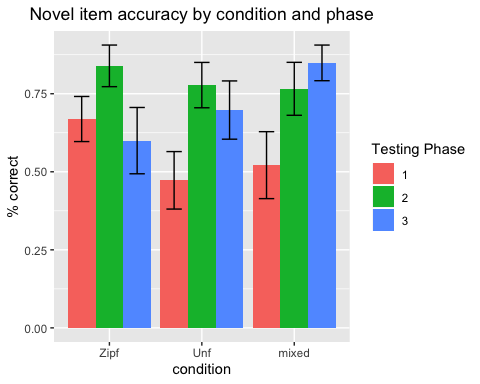 Novel item accuracy by condition and phase
% correct
0.75
0.50
0.25
0.00
Zipf Unf mixed
condition
Testing Phase
1
2
3